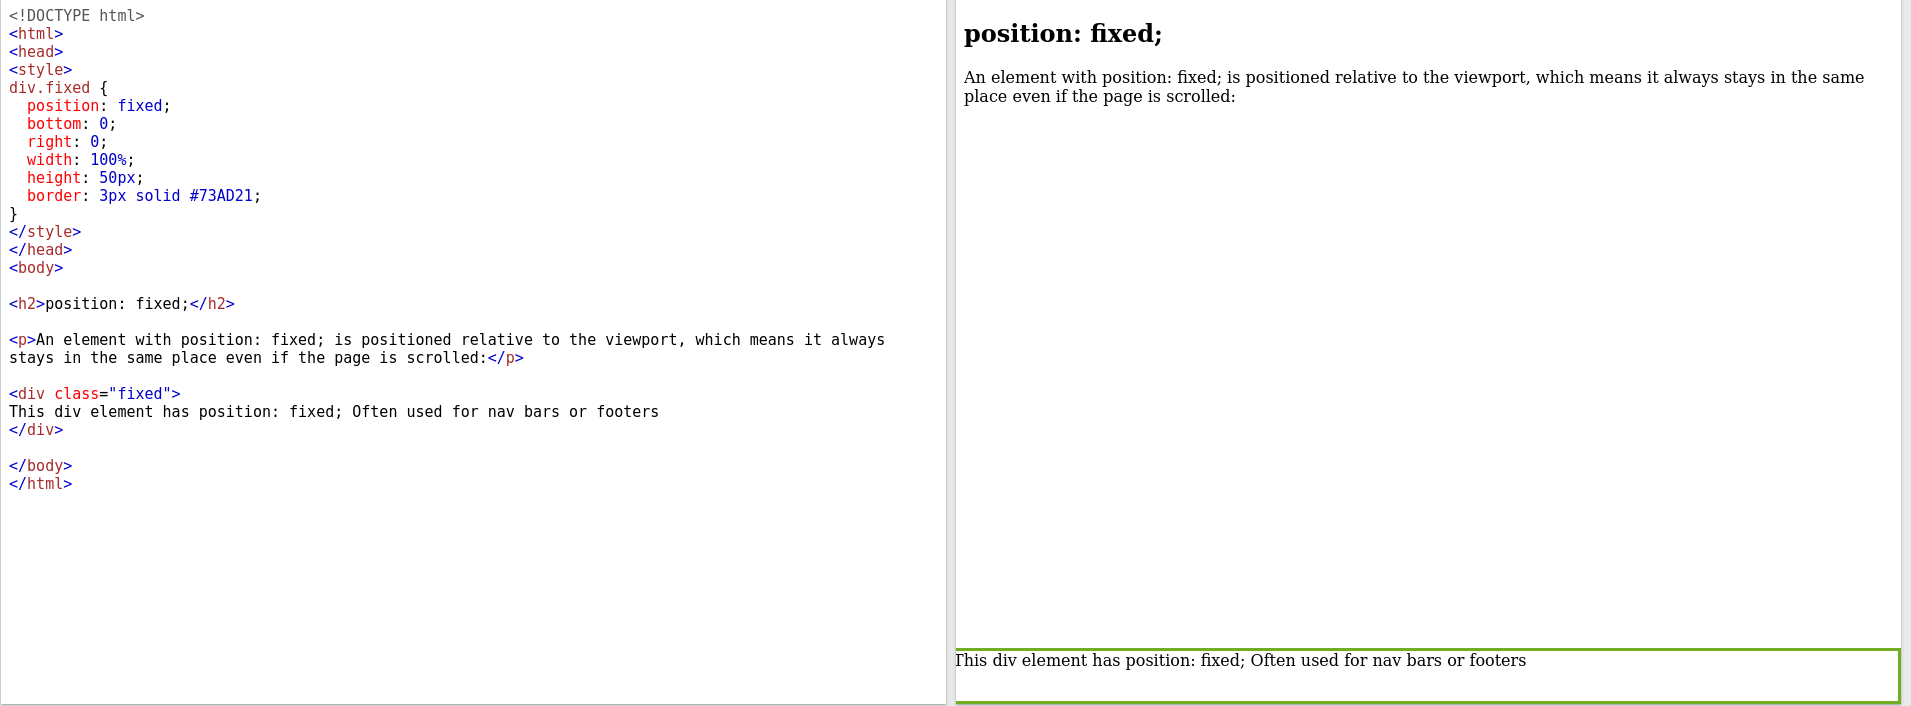 <!DOCTYPE html>
<html>
<head>
<style>
div.fixed {
  position: fixed;
  bottom: 0;
  right: 0;
  width: 100%;
  height: 50px;
  border: 3px solid #73AD21;
}
</style>
</head>
<body>

<h2>position: fixed;</h2>

<p>An element with position: fixed; is positioned relative to the viewport, which means it always
stays in the same place even if the page is scrolled:</p>

<div class="fixed">
This div element has position: fixed; Often used for nav bars or footers
</div>

</body>
</html>
position: fixed;
An element with position: fixed; is positioned relative to the viewport, which means it always stays in the same
place even if the page is scrolled:
This div element has position: fixed; Often used for nav bars or footers